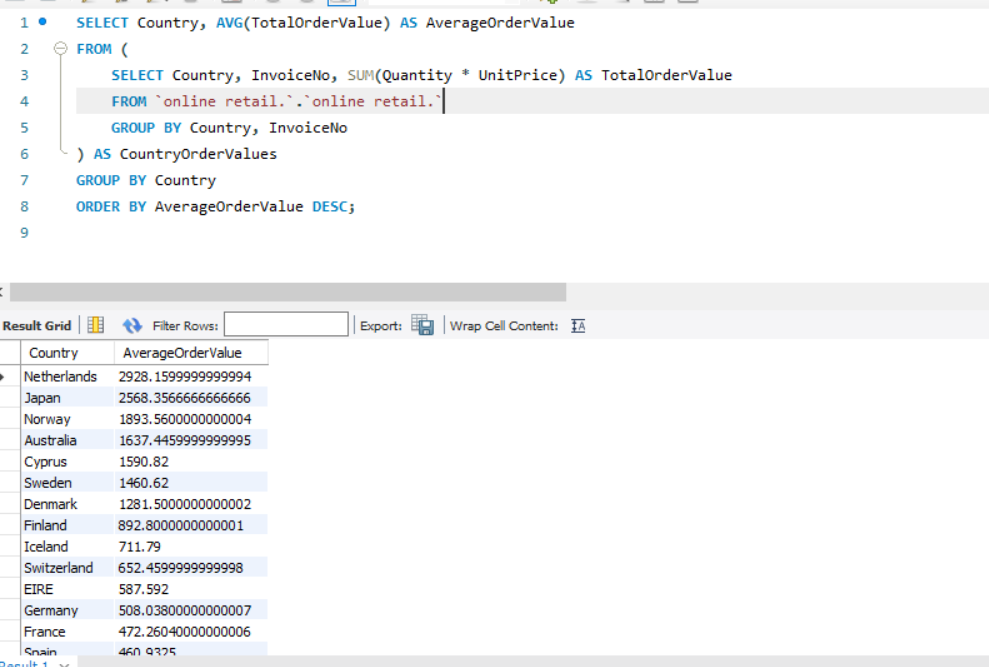 1 SELECT Country, AVG(TotalOrderValue) AS AverageOrderValue
2 FROM (
3 SELECT Country, InvoiceNo, SUM(Quantity * UnitPrice) AS TotalOrderValue
4 FROM `online retail.`.`online retail.`
5 GROUP BY Country, InvoiceNo
6 ) AS CountryOrderValues
7 GROUP BY Country
8 ORDER BY AverageOrderValue DESC;
9
Result Grid Filter Rows: Export: Wrap Cell Content:
Country AverageOrderValue
Netherlands 2928.1599999999994
Japan 2568.3566666666666
Norway 1893.5600000000004
Australia 1637.4459999999995
Cyprus 1590.82
Sweden 1460.62
Denmark 1281.5000000000002
Finland 892.8000000000001
Iceland 711.79
Switzerland 652.4599999999998
EIRE 587.592
Germany 508.03800000000007
France 472.26040000000006
Spain 460.9325
Result 1